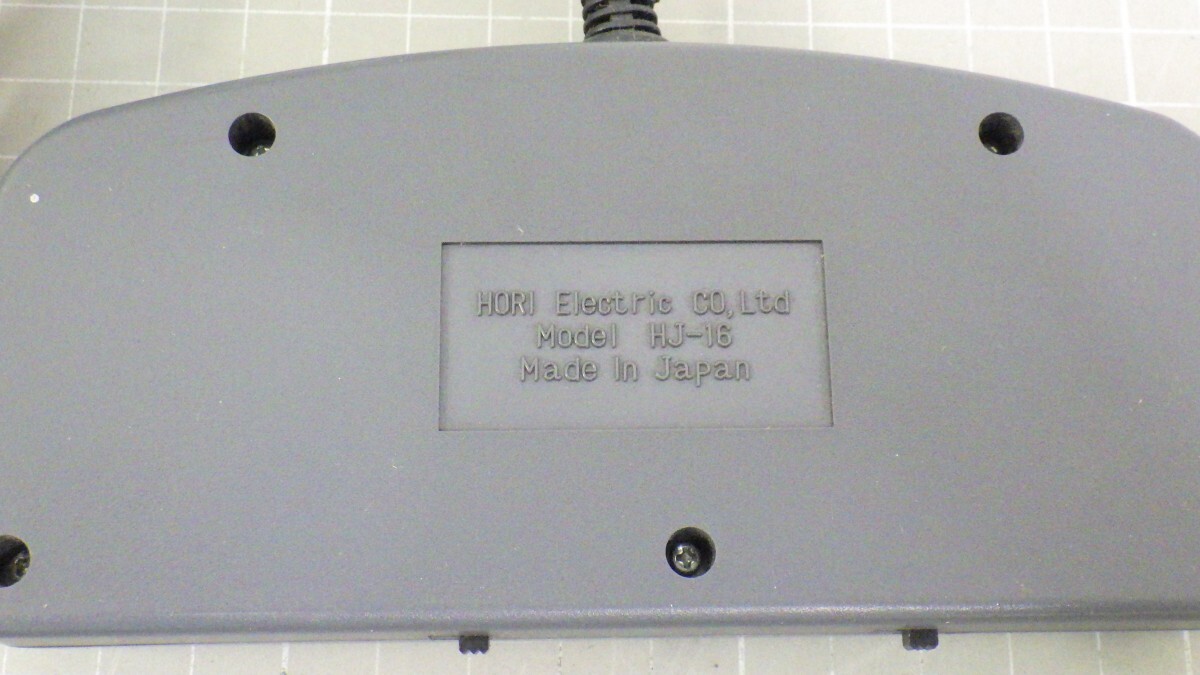 HORI Electric CO,Ltd
Model HJ-16
Made In Japan